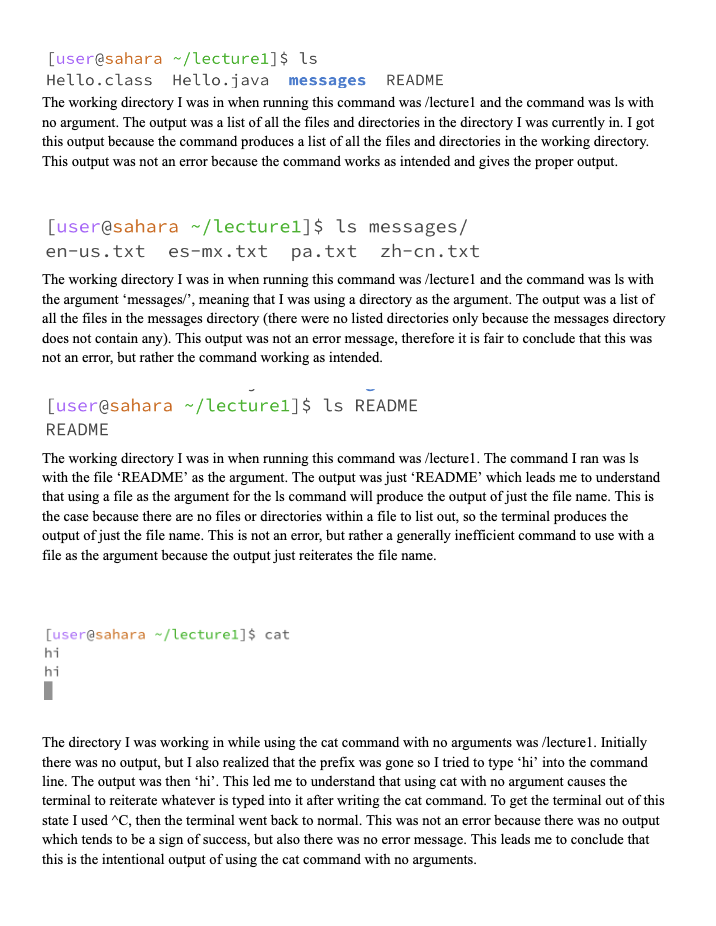 [user@sahara ~/lecture1]$ ls
Hello.class  Hello.java  messages  README
The working directory I was in when running this command was /lecture1 and the command was ls with
no argument. The output was a list of all the files and directories in the directory I was currently in. I got
this output because the command produces a list of all the files and directories in the working directory.
This output was not an error because the command works as intended and gives the proper output.
[user@sahara ~/lecture1]$ ls messages/
en-us.txt  es-mx.txt  pa.txt  zh-cn.txt
The working directory I was in when running this command was /lecture1 and the command was ls with
the argument ‘messages/’, meaning that I was using a directory as the argument. The output was a list of
all the files in the messages directory (there were no listed directories only because the messages directory
does not contain any). This output was not an error message, therefore it is fair to conclude that this was
not an error, but rather the command working as intended.
[user@sahara ~/lecture1]$ ls README
README
The working directory I was in when running this command was /lecture1. The command I ran was ls
with the file ‘README’ as the argument. The output was just ‘README’ which leads me to understand
that using a file as the argument for the ls command will produce the output of just the file name. This is
the case because there are no files or directories within a file to list out, so the terminal produces the
output of just the file name. This is not an error, but rather a generally inefficient command to use with a
file as the argument because the output just reiterates the file name.
[user@sahara ~/lecture1]$ cat
hi
hi
The directory I was working in while using the cat command with no arguments was /lecture1. Initially
there was no output, but I also realized that the prefix was gone so I tried to type ‘hi’ into the command
line. The output was then ‘hi’. This led me to understand that using cat with no argument causes the
terminal to reiterate whatever is typed into it after writing the cat command. To get the terminal out of this
state I used ^C, then the terminal went back to normal. This was not an error because there was no output
which tends to be a sign of success, but also there was no error message. This leads me to conclude that
this is the intentional output of using the cat command with no arguments.